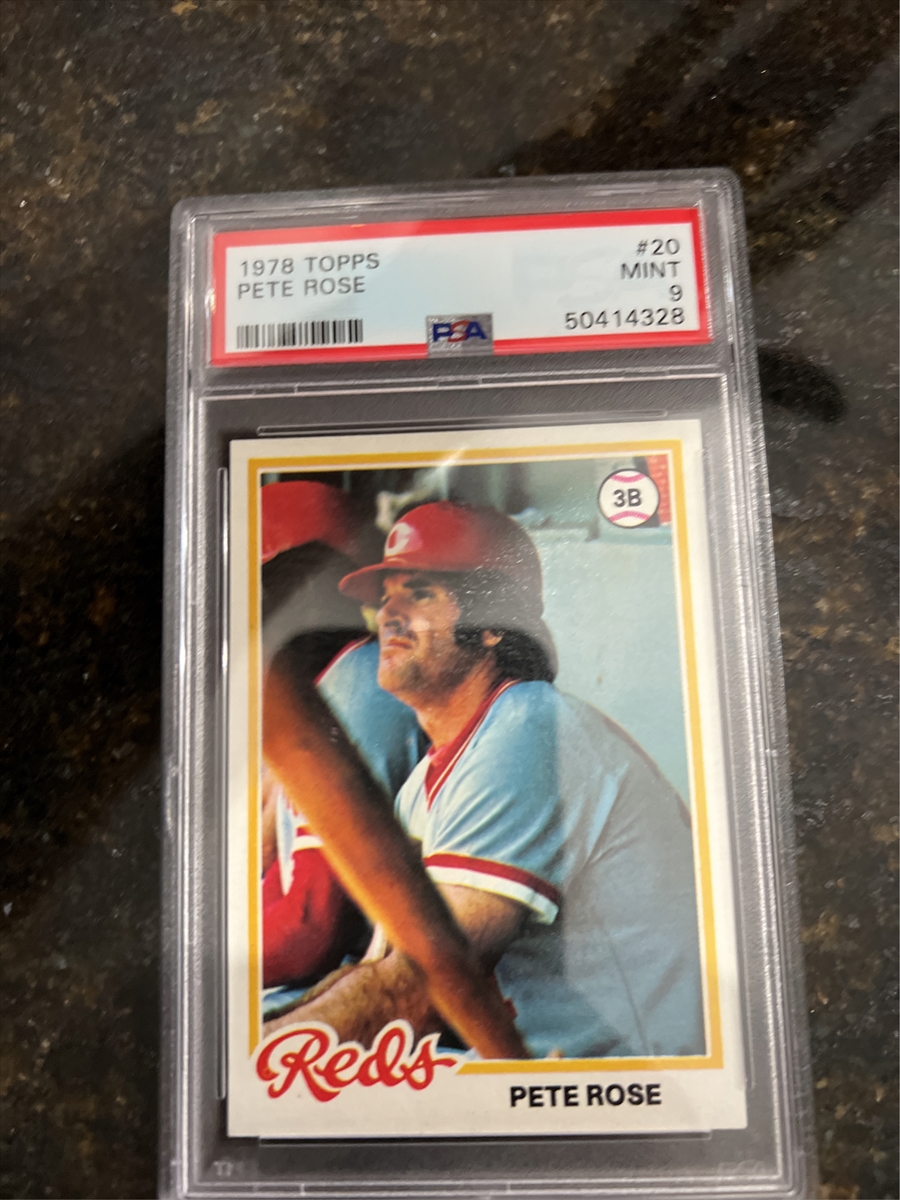 1978 TOPPS
PETE ROSE
#20
MINT
9
50414328
PSA
3B
C
Reds
PETE ROSE